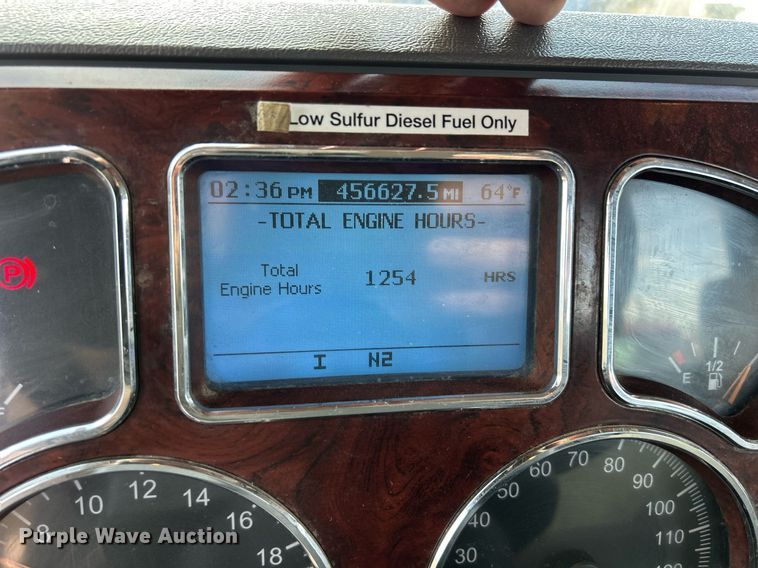 Low Sulfur Diesel Fuel Only
02:36 PM 456627.5 MI 64°F
-TOTAL ENGINE HOURS-
Total
Engine Hours 1254 HRS
I N2
P
F
E 1/2
8 10 12 14 16 18
30 40 50 60 70 80 90 100 110 120
Purple Wave Auction